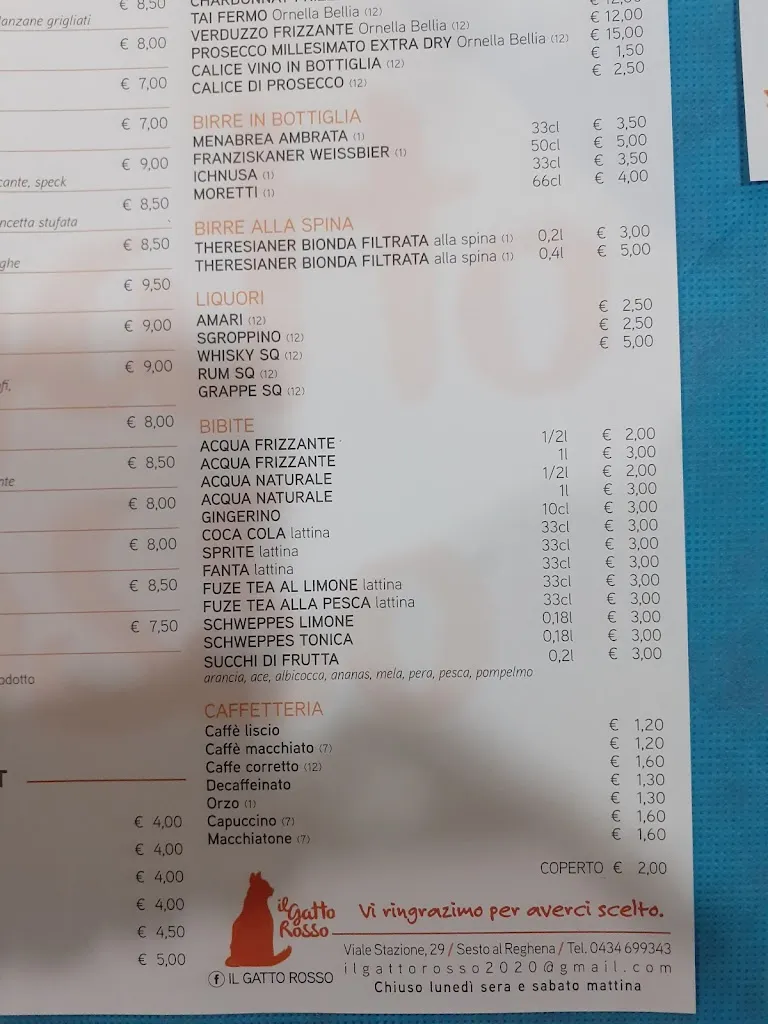 € 8,50
anzane grigliati
€ 8,00
€ 7,00
€ 7,00
€ 9,00
cante, speck
€ 8,50
ncetta stufata
€ 8,50
ghe
€ 9,50
€ 9,00
€ 9,00
ofi,
€ 8,00
€ 8,50
nte
€ 8,00
€ 8,00
€ 8,50
€ 7,50
odotto
T
€ 4,00
€ 4,00
€ 4,00
€ 4,00
€ 4,50
€ 5,00
TAI FERMO Ornella Bellia (12) € 12,00
VERDUZZO FRIZZANTE Ornella Bellia (12) € 12,00
PROSECCO MILLESIMATO EXTRA DRY Ornella Bellia (12) € 15,00
CALICE VINO IN BOTTIGLIA (12) € 1,50
CALICE DI PROSECCO (12) € 2,50
BIRRE IN BOTTIGLIA
MENABREA AMBRATA (1) 33cl € 3,50
FRANZISKANER WEISSBIER (1) 50cl € 5,00
ICHNUSA (1) 33cl € 3,50
MORETTI (1) 66cl € 4,00
BIRRE ALLA SPINA
THERESIANER BIONDA FILTRATA alla spina (1) 0,2l € 3,00
THERESIANER BIONDA FILTRATA alla spina (1) 0,4l € 5,00
LIQUORI
AMARI (12) € 2,50
SGROPPINO (12) € 2,50
WHISKY SQ (12) € 5,00
RUM SQ (12)
GRAPPE SQ (12)
BIBITE
ACQUA FRIZZANTE 1/2l € 2,00
ACQUA FRIZZANTE 1l € 3,00
ACQUA NATURALE 1/2l € 2,00
ACQUA NATURALE 1l € 3,00
GINGERINO 10cl € 3,00
COCA COLA lattina 33cl € 3,00
SPRITE lattina 33cl € 3,00
FANTA lattina 33cl € 3,00
FUZE TEA AL LIMONE lattina 33cl € 3,00
FUZE TEA ALLA PESCA lattina 33cl € 3,00
SCHWEPPES LIMONE 0,18l € 3,00
SCHWEPPES TONICA 0,18l € 3,00
SUCCHI DI FRUTTA 0,2l € 3,00
arancia, ace, albicocca, ananas, mela, pera, pesca, pompelmo
CAFFETTERIA
Caffè liscio € 1,20
Caffè macchiato (7) € 1,20
Caffe corretto (12) € 1,60
Decaffeinato € 1,30
Orzo (1) € 1,30
Capuccino (7) € 1,60
Macchiatone (7) € 1,60
COPERTO € 2,00
il Gatto
Rosso
Vi ringrazimo per averci scelto.
Viale Stazione, 29 / Sesto al Reghena / Tel. 0434 699343
ilgattorosso2020@gmail.com
f IL GATTO ROSSO
Chiuso lunedì sera e sabato mattina